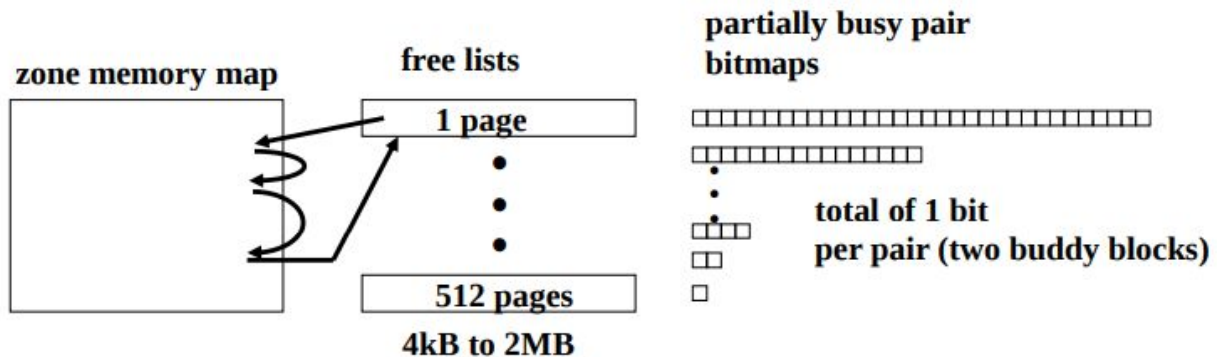 zone memory map
free lists
1 page
512 pages
4kB to 2MB
partially busy pair
bitmaps
total of 1 bit
per pair (two buddy blocks)